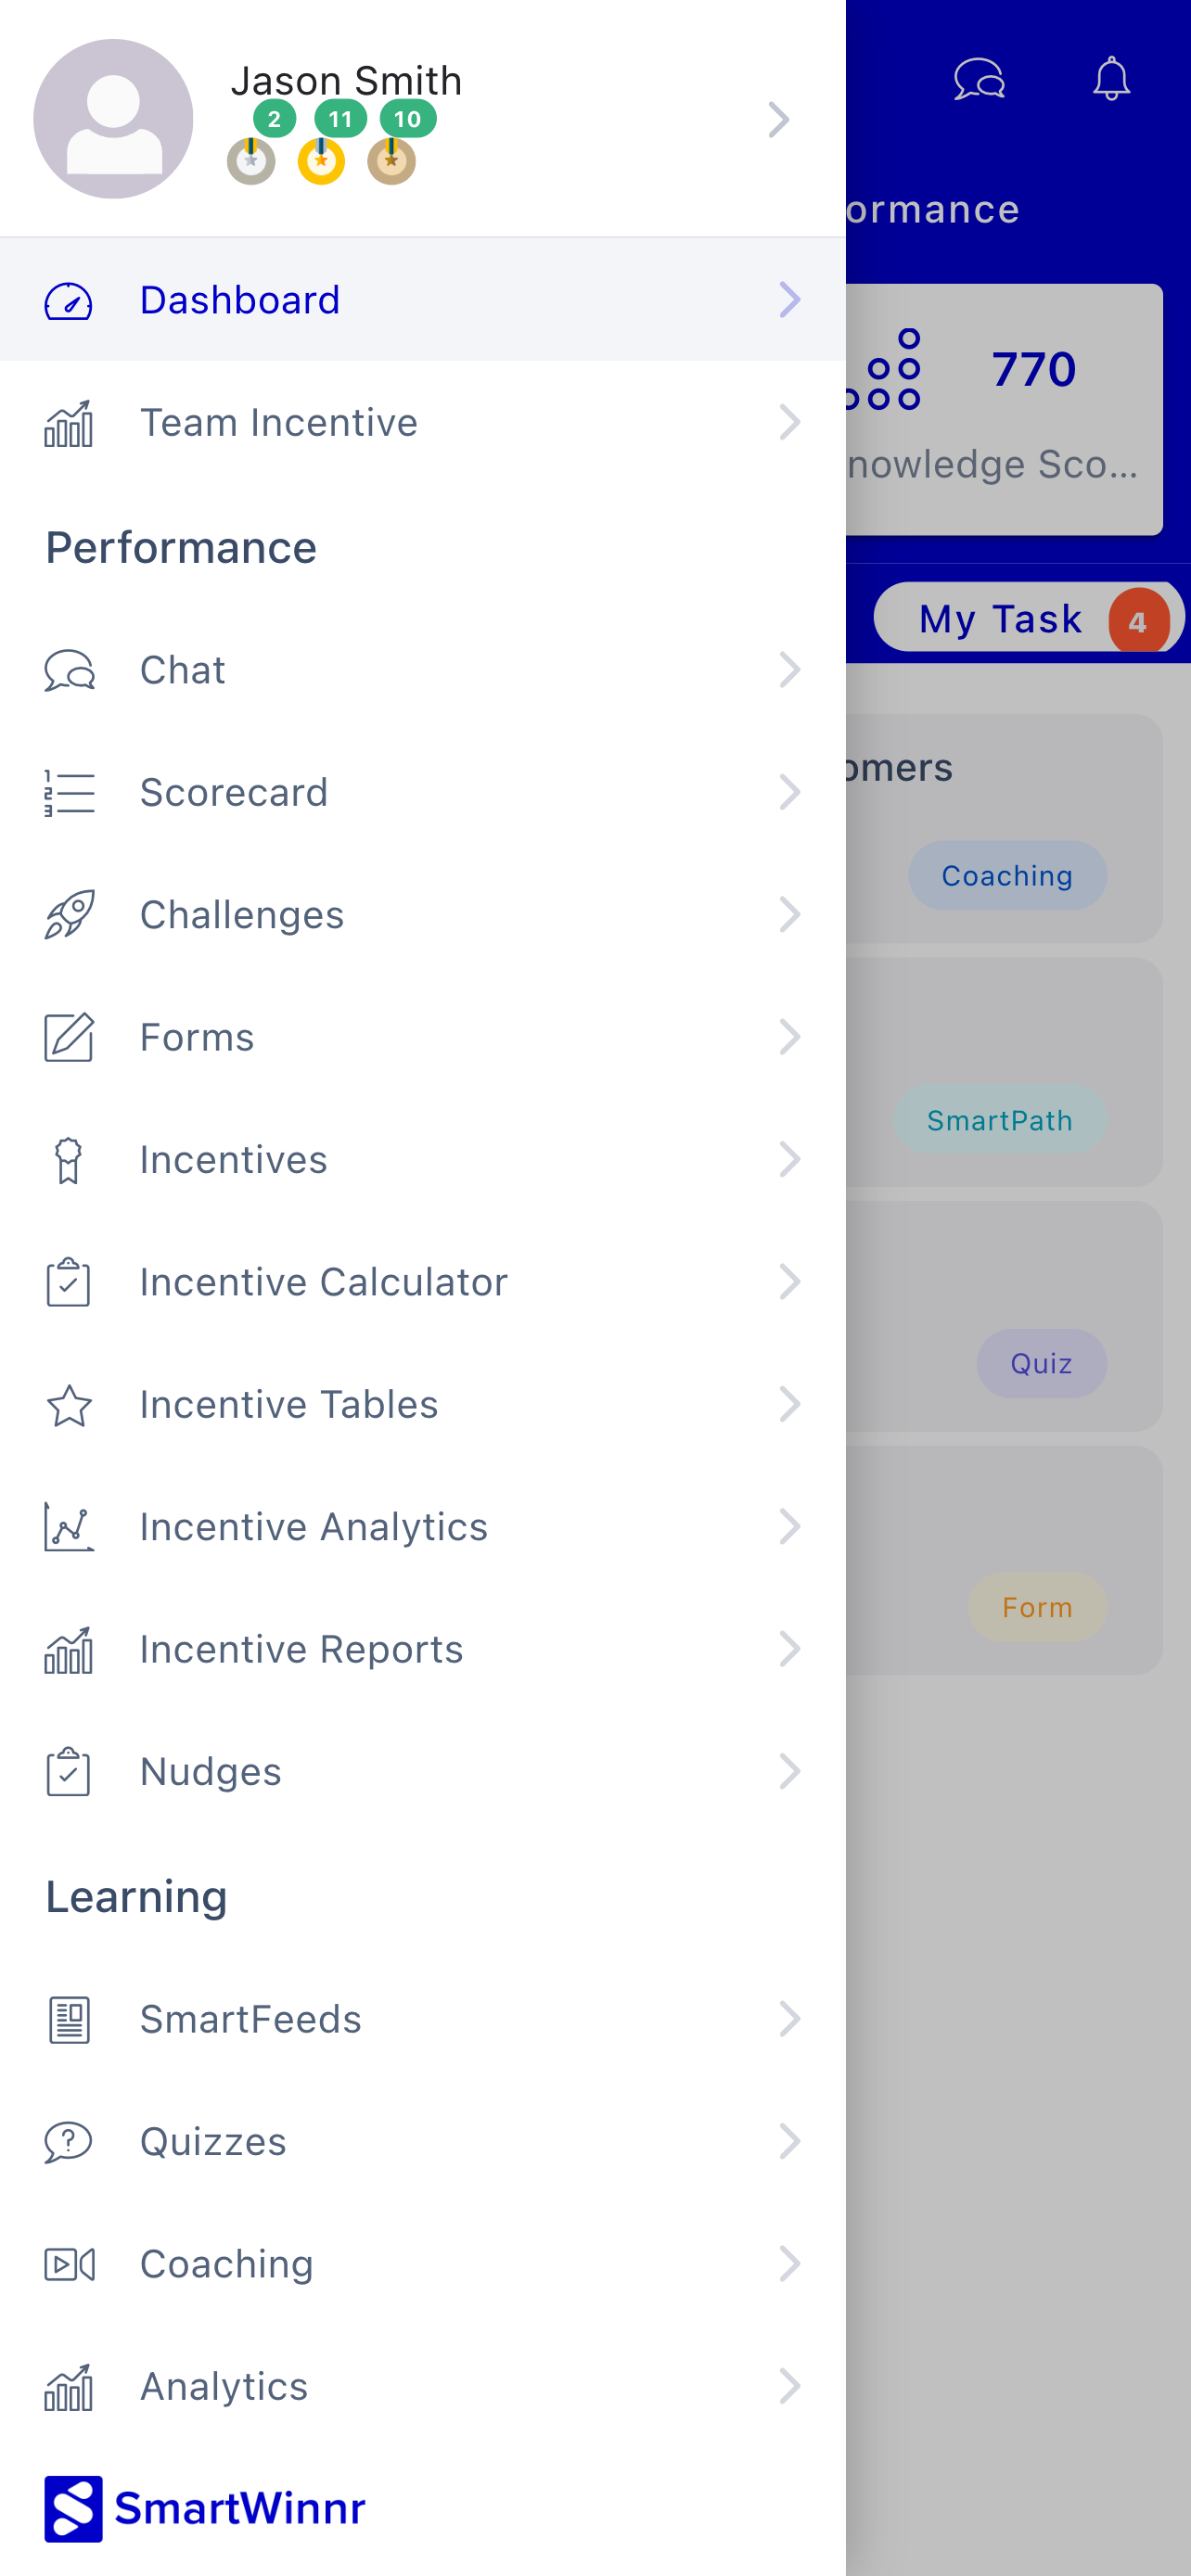 Jason Smith
2 11 10
Dashboard
Team Incentive
Performance
Chat
Scorecard
Challenges
Forms
Incentives
Incentive Calculator
Incentive Tables
Incentive Analytics
Incentive Reports
Nudges
Learning
SmartFeeds
Quizzes
Coaching
Analytics
SmartWinnr
ormance
770
nowledge Sco...
My Task 4
omers
Coaching
SmartPath
Quiz
Form